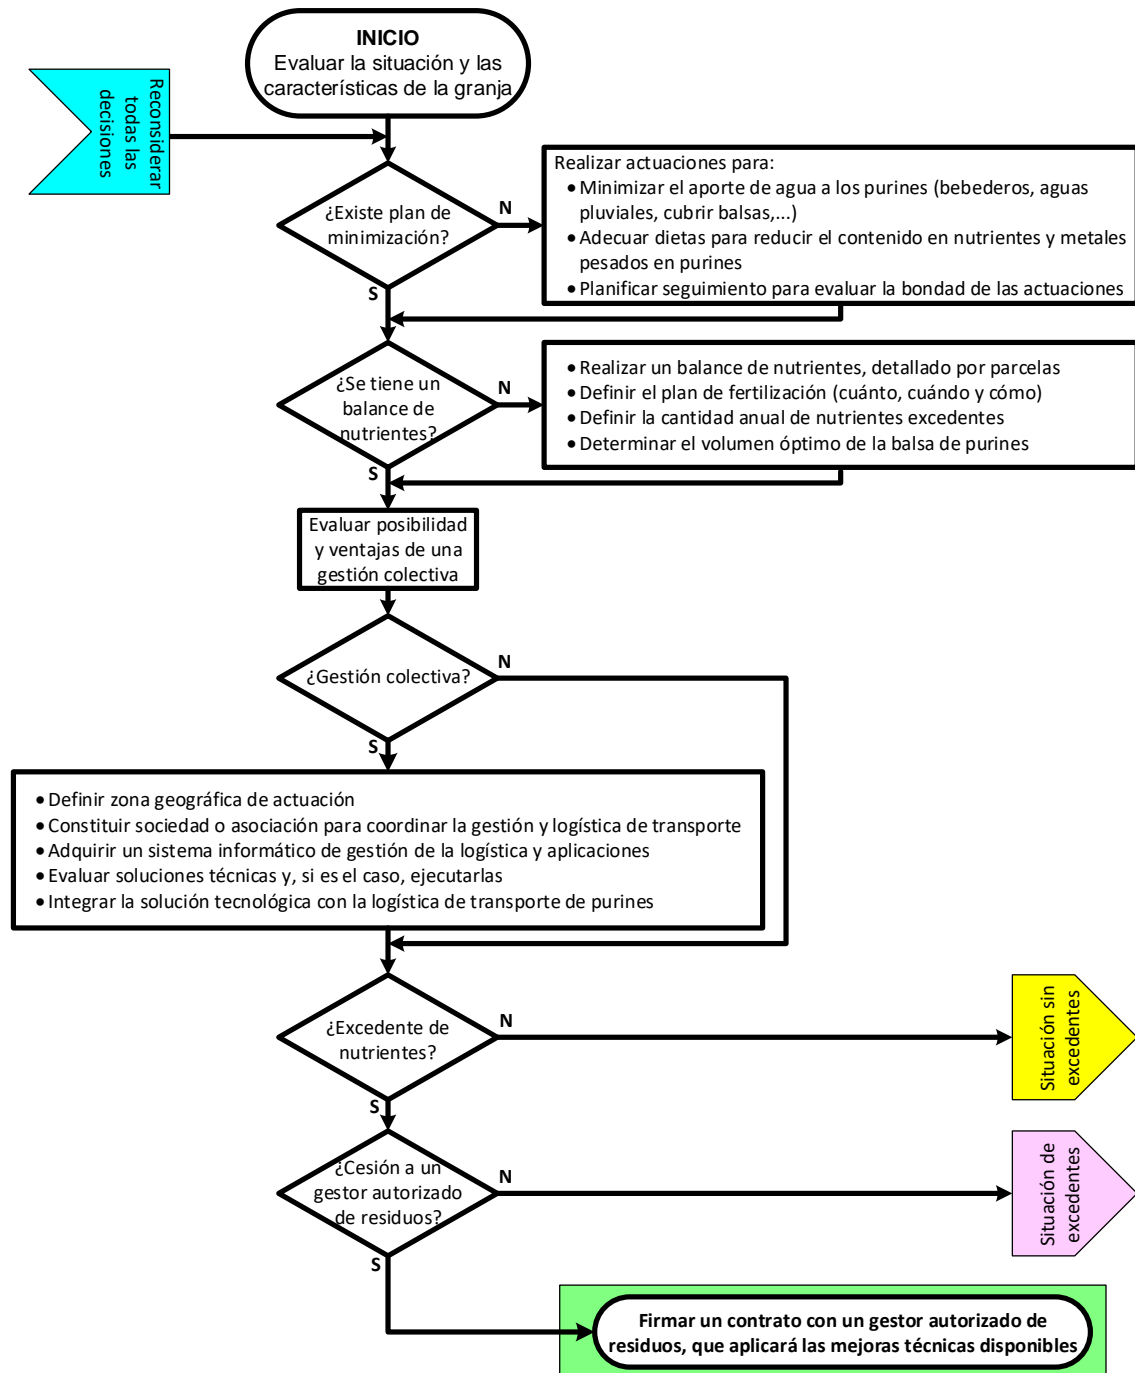 INICIO
Evaluar la situación y las
características de la granja
Reconsiderar
todas las
decisiones
¿Existe plan de
minimización?
N
S
Realizar actuaciones para:
• Minimizar el aporte de agua a los purines (bebederos, aguas
pluviales, cubrir balsas,...)
• Adecuar dietas para reducir el contenido en nutrientes y metales
pesados en purines
• Planificar seguimiento para evaluar la bondad de las actuaciones
¿Se tiene un
balance de
nutrientes?
N
S
• Realizar un balance de nutrientes, detallado por parcelas
• Definir el plan de fertilización (cuánto, cuándo y cómo)
• Definir la cantidad anual de nutrientes excedentes
• Determinar el volumen óptimo de la balsa de purines
Evaluar posibilidad
y ventajas de una
gestión colectiva
¿Gestión colectiva?
N
S
• Definir zona geográfica de actuación
• Constituir sociedad o asociación para coordinar la gestión y logística de transporte
• Adquirir un sistema informático de gestión de la logística y aplicaciones
• Evaluar soluciones técnicas y, si es el caso, ejecutarlas
• Integrar la solución tecnológica con la logística de transporte de purines
¿Excedente de
nutrientes?
N
S
Situación sin
excedentes
¿Cesión a un
gestor autorizado
de residuos?
N
S
Situación de
excedentes
Firmar un contrato con un gestor autorizado de
residuos, que aplicará las mejoras técnicas disponibles